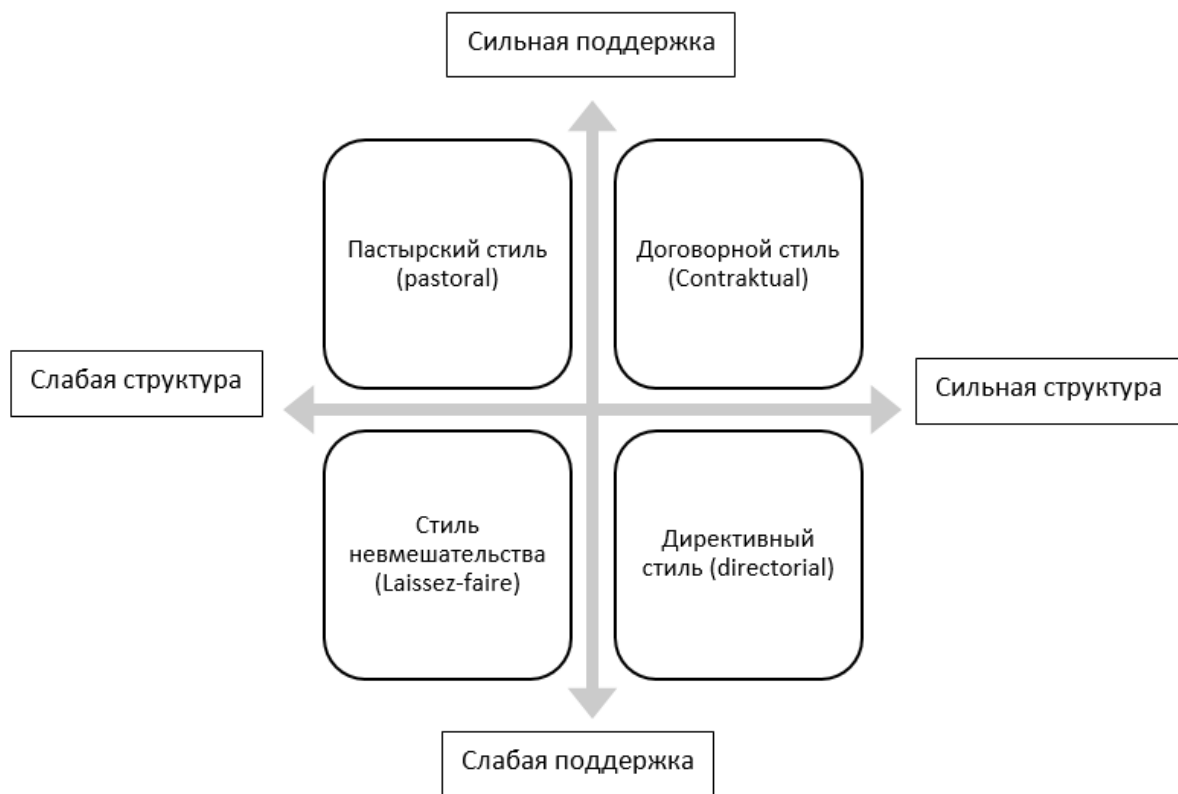 Сильная поддержка
Пастырский стиль
(pastoral)
Договорной стиль
(Contraktual)
Слабая структура
Сильная структура
Стиль
невмешательства
(Laissez-faire)
Директивный
стиль (directorial)
Слабая поддержка